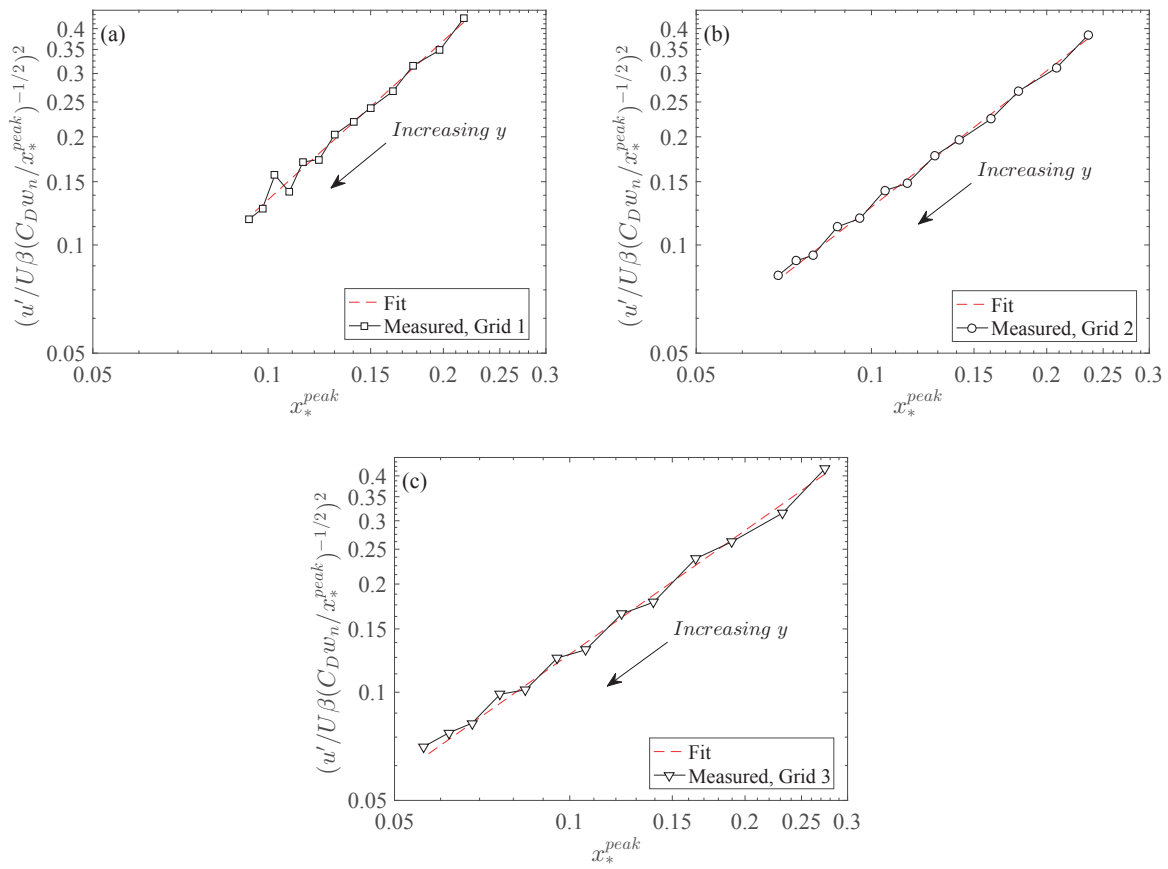 (a)
(u′/Uβ(C_D w_n/x_*^{peak})^{−1/2})^2
0.4
0.35
0.3
0.25
0.2
0.15
0.1
0.05
Increasing y
Fit
Measured, Grid 1
0.05 0.1 0.15 0.2 0.25 0.3
x_*^{peak}
(b)
(u′/Uβ(C_D w_n/x_*^{peak})^{−1/2})^2
0.4
0.35
0.3
0.25
0.2
0.15
0.1
0.05
Increasing y
Fit
Measured, Grid 2
0.05 0.1 0.15 0.2 0.25 0.3
x_*^{peak}
(c)
(u′/Uβ(C_D w_n/x_*^{peak})^{−1/2})^2
0.4
0.35
0.3
0.25
0.2
0.15
0.1
0.05
Increasing y
Fit
Measured, Grid 3
0.05 0.1 0.15 0.2 0.25 0.3
x_*^{peak}